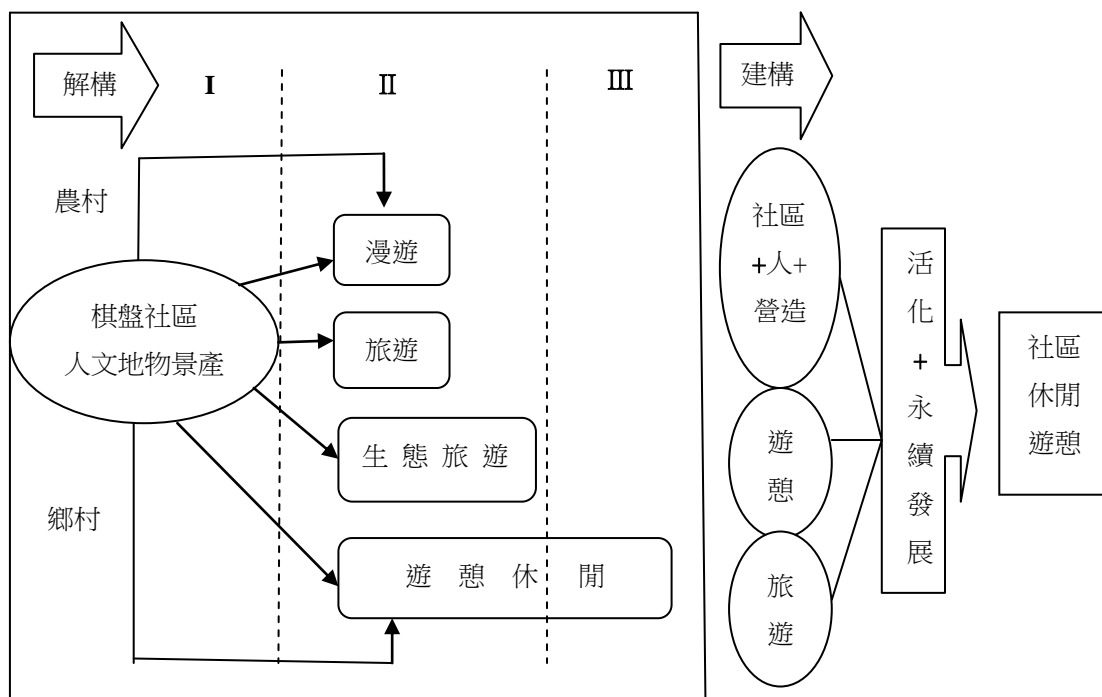 解構
I
Ⅱ
Ⅲ
農村
棋盤社區
人文地物景產
鄉村
漫遊
旅遊
生 態 旅 遊
遊 憩 休 閒
建構
社區
+人+
營造
遊
憩
旅
遊
活
化
+
永
續
發
展
社區
休閒
遊憩